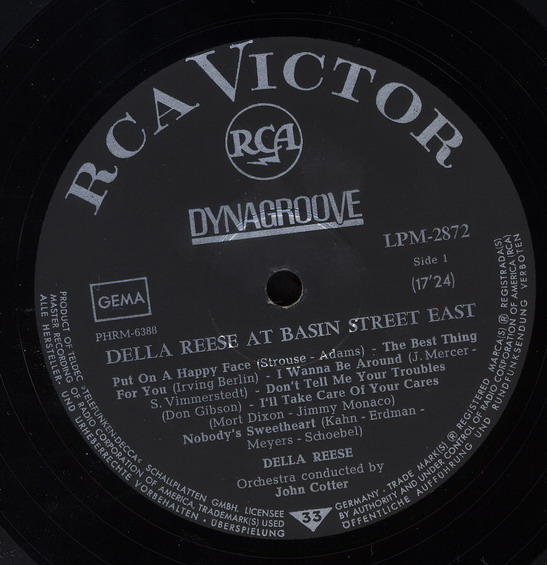 RCA VICTOR
RCA
DYNAGROOVE
LPM-2872
Side 1
(17'24)
GEMA
PHRM-6388
DELLA REESE AT BASIN STREET EAST
Put On A Happy Face (Strouse - Adams) - The Best Thing
For You (Irving Berlin) - I Wanna Be Around (J. Mercer -
S. Vimmerstedt) - Don't Tell Me Your Troubles
(Don Gibson) - I'll Take Care Of Your Cares
(Mort Dixon - Jimmy Monaco)
Nobody's Sweetheart (Kahn - Erdman -
Meyers - Schoebel)
DELLA REESE
Orchestra conducted by
John Cotter
33
PRODUCT OF TELDEC »TELEFUNKEN-DECCA« SCHALLPLATTEN GMBH. LICENSEE
MASTER RECORDING OF RADIO CORPORATION OF AMERICA, TRADEMARK(S) USED
ALLE HERSTELLER- UND URHEBERRECHTE VORBEHALTEN · ÜBERSPIELUNG
GERMANY · TRADE MARK(S) ® REGISTERED MARCA(S) ® REGISTRADA(S)
BY AUTHORITY AND UNDER CONTROL OF RADIO CORPORATION OF AMERICA (RCA)
ÖFFENTLICHE AUFFÜHRUNG UND RUNDFUNKSENDUNG VERBOTEN